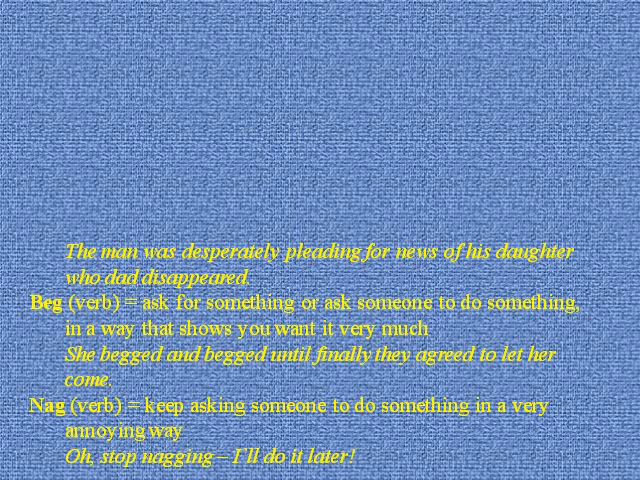 The man was desperately pleading for news of his daughter
who dad disappeared.
Beg (verb) = ask for something or ask someone to do something,
in a way that shows you want it very much
She begged and begged until finally they agreed to let her
come.
Nag (verb) = keep asking someone to do something in a very
annoying way
Oh, stop nagging – I`ll do it later!